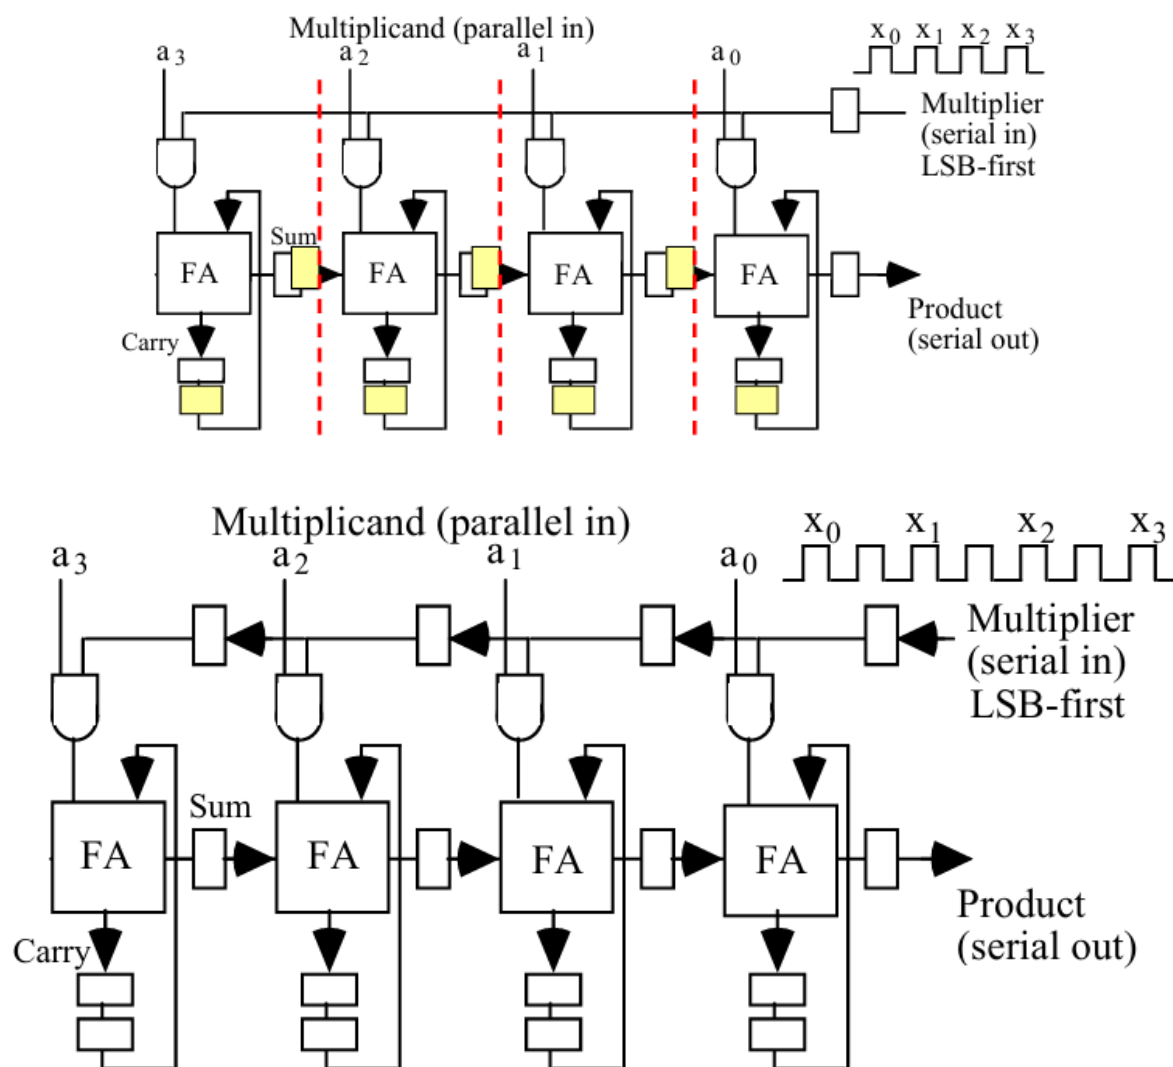 Multiplicand (parallel in)
a3 a2 a1 a0
x0 x1 x2 x3
Multiplier
(serial in)
LSB-first
Sum
FA FA FA FA
Carry
Product
(serial out)
Multiplicand (parallel in)
a3 a2 a1 a0
x0 x1 x2 x3
Multiplier
(serial in)
LSB-first
Sum
FA FA FA FA
Carry
Product
(serial out)